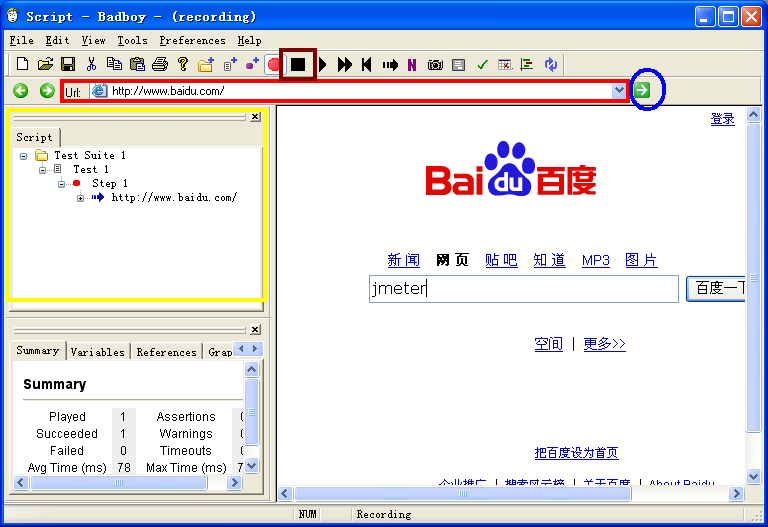 Script - Badboy - (recording)
File Edit View Tools Preferences Help
N
Url: http://www.baidu.com/
Script
Test Suite 1
Test 1
Step 1
http://www.baidu.com/
登录
Bai du 百度
新闻 网页 贴吧 知道 MP3 图片
jmeter
百度一下
空间 | 更多>>
把百度设为首页
企业推广 | 搜索风云榜 | 关于百度 | About Baidu
Summary Variables References Grap
Summary
Played 1 Assertions 0
Succeeded 1 Warnings 0
Failed 0 Timeouts 0
Avg Time (ms) 78 Max Time (ms) 7
NUM Recording